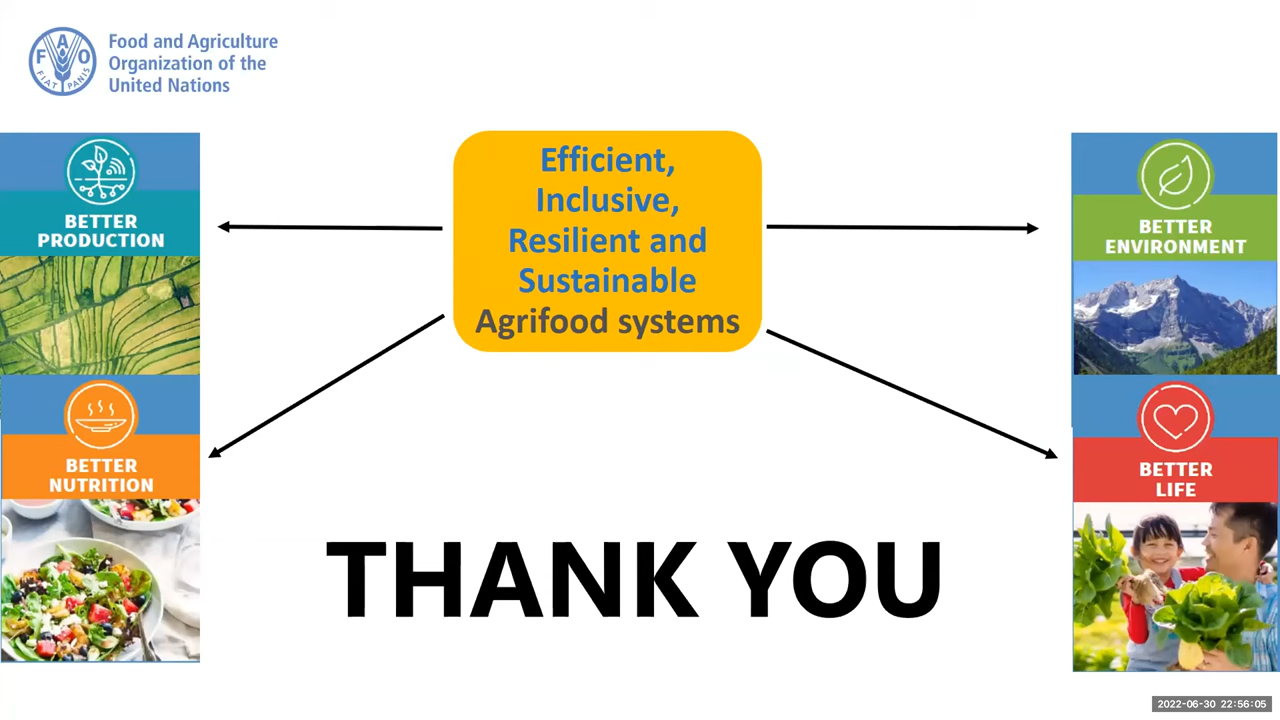 FAO
FIAT PANIS
Food and Agriculture
Organization of the
United Nations
BETTER
PRODUCTION
Efficient,
Inclusive,
Resilient and
Sustainable
Agrifood systems
BETTER
ENVIRONMENT
BETTER
NUTRITION
BETTER
LIFE
THANK YOU
2022-06-30 22:56:05